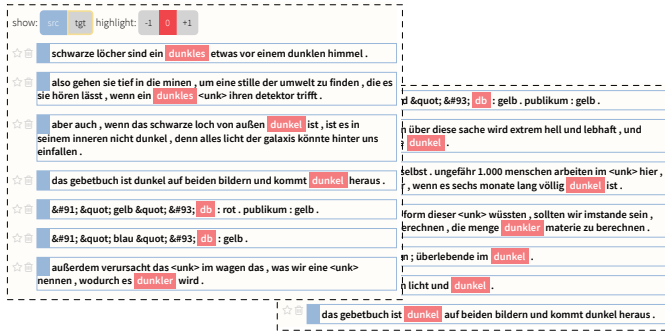 show: src tgt highlight: -1 0 +1
schwarze löcher sind ein dunkles etwas vor einem dunklen himmel .
also gehen sie tief in die minen , um eine stille der umwelt zu finden , die es
sie hören lässt , wenn ein dunkles <unk> ihren detektor trifft .
aber auch , wenn das schwarze loch von außen dunkel ist , ist es in
seinem inneren nicht dunkel , denn alles licht der galaxis könnte hinter uns
einfallen .
das gebetbuch ist dunkel auf beiden bildern und kommt dunkel heraus .
&#91; &quot; gelb &quot; &#93; db : rot . publikum : gelb .
&#91; &quot; blau &quot; &#93; db : gelb .
außerdem verursacht das <unk> im wagen das , was wir eine <unk>
nennen , wodurch es dunkler wird .
d &quot; &#93; db : gelb . publikum : gelb .
über diese sache wird extrem hell und lebhaft , und
dunkel .
selbst . ungefähr 1.000 menschen arbeiten im <unk> hier ,
, wenn es sechs monate lang völlig dunkel ist .
form dieser <unk> wüssten , sollten wir imstande sein ,
erechnen , die menge dunkler materie zu berechnen .
; überlebende im dunkel .
licht und dunkel .
das gebetbuch ist dunkel auf beiden bildern und kommt dunkel heraus .